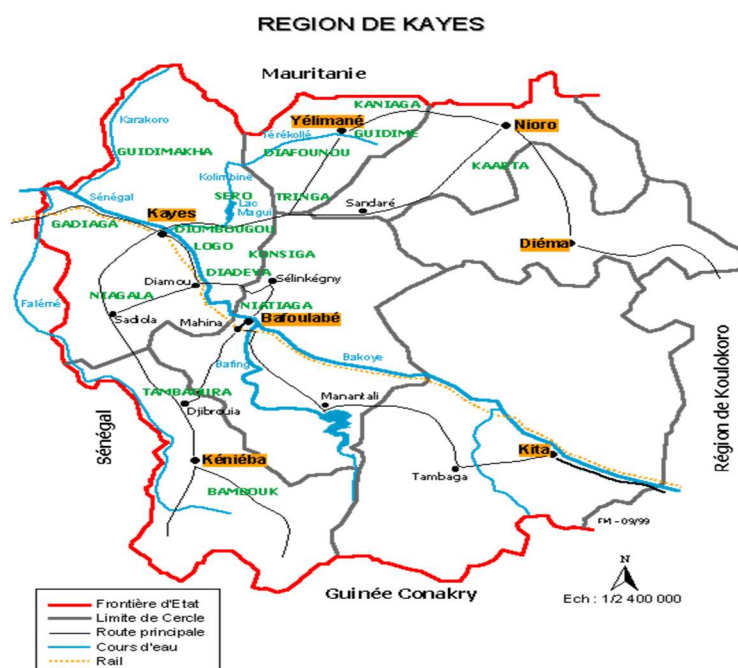 REGION DE KAYES
Mauritanie
KANIAGA
Karakoro
Yélimané
Nioro
Térékollé
GUIDIME
GUIDIMAKHA
DIAFOUNOU
KAARTA
Kolimbiné
Sénégal
SERO
TRINGA
Lac
Magui
Sandaré
Kayes
GADIAGA
DIOMBOUGOU
LOGO
Diéma
KONSIGA
DIADEYA
Diamou
Sélinkégny
NIAGALA
Falémé
NIATIAGA
Sadiola
Mahina
Bafoulabé
Bafing
Bakoye
TAMBAOURA
Manantali
Djibrouia
Sénégal
Région de Koulokoro
Kéniéba
Kita
Tambaga
BAMBOUK
FM - 09/99
N
Guinée Conakry
Ech : 1/2 400 000
Frontière d'Etat
Limite de Cercle
Route principale
Cours d'eau
Rail